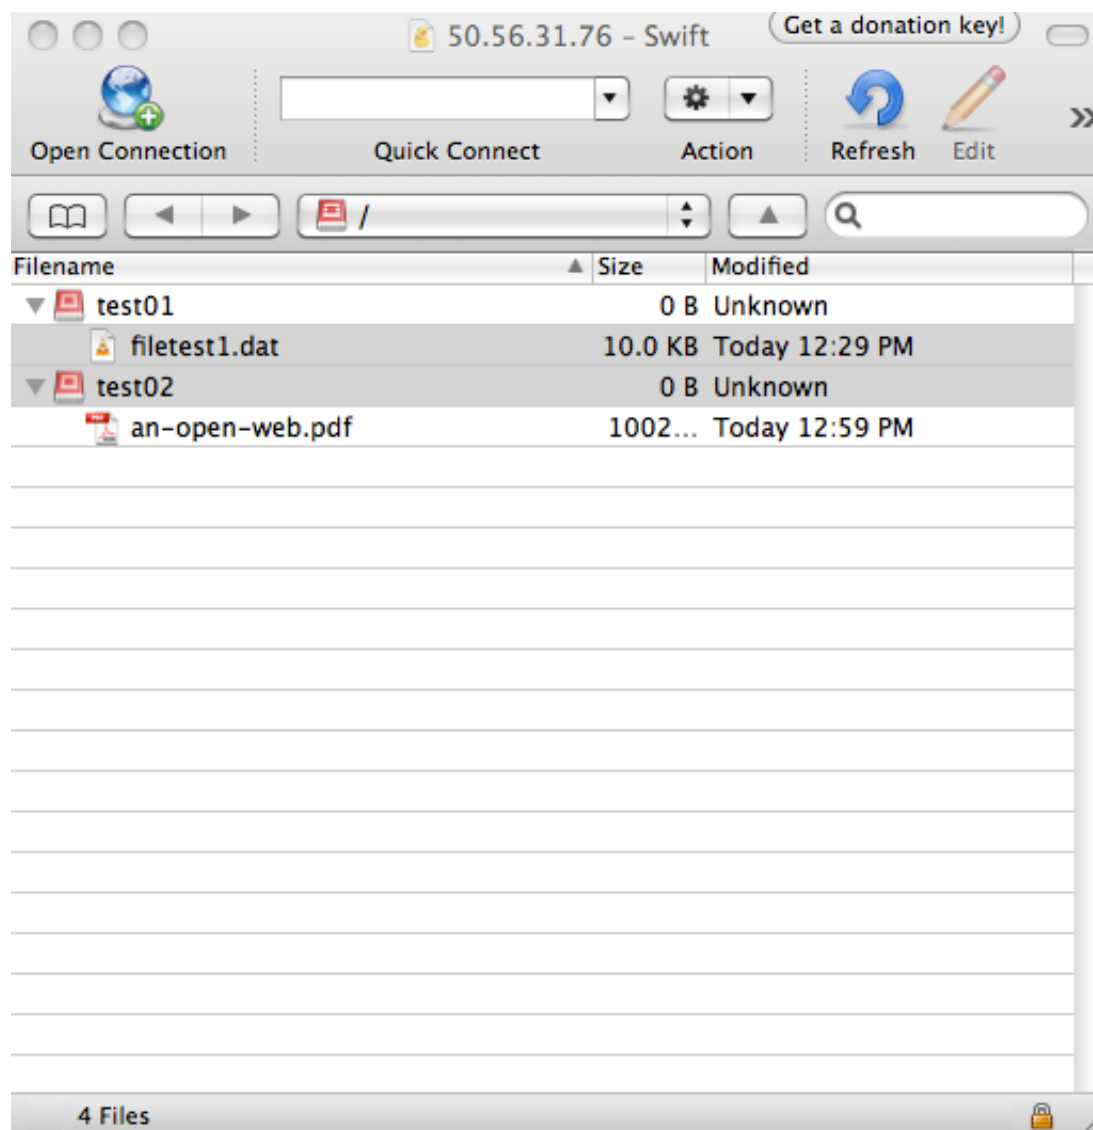 50.56.31.76 – Swift Get a donation key!
Open Connection Quick Connect Action Refresh Edit
/
Filename Size Modified
test01 0 B Unknown
filetest1.dat 10.0 KB Today 12:29 PM
test02 0 B Unknown
an-open-web.pdf 1002... Today 12:59 PM
4 Files